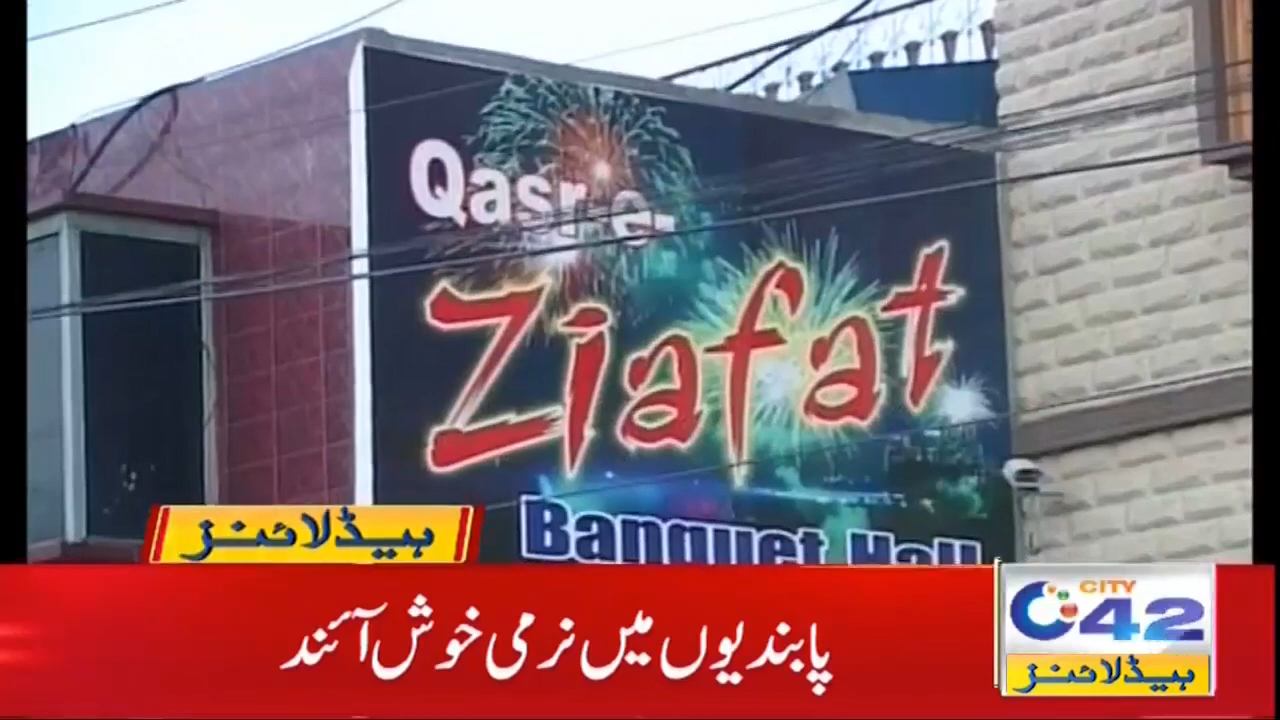 Qasr-e-
Ziafat
Banquet Hall
ہیڈلائنز
پابندیوں میں نرمی خوش آئند
CITY
42
ہیڈلائنز